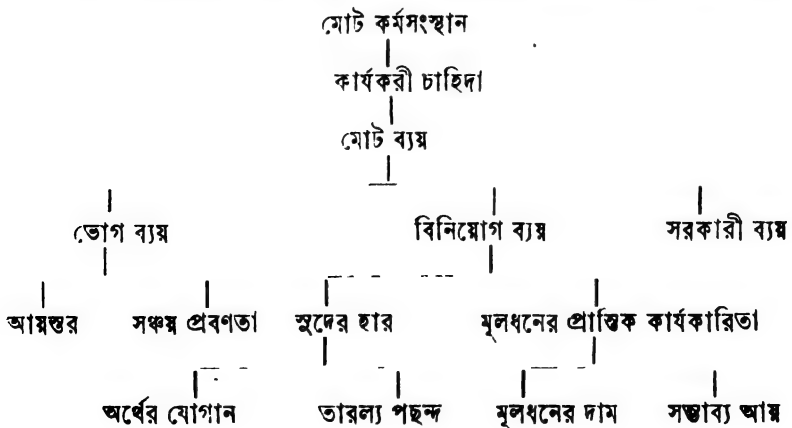 মোট কর্মসংস্থান
কার্যকরী চাহিদা
মোট ব্যয়
ভোগ ব্যয় বিনিয়োগ ব্যয় সরকারী ব্যয়
আয়স্তর সঞ্চয় প্রবণতা সুদের হার মূলধনের প্রান্তিক কার্যকারিতা
অর্থের যোগান তারল্য পছন্দ মূলধনের দাম সম্ভাব্য আয়